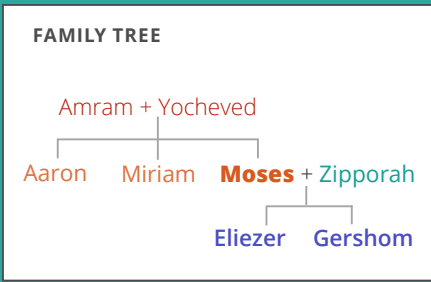 FAMILY TREE
Amram + Yocheved
Aaron Miriam Moses + Zipporah
Eliezer Gershom